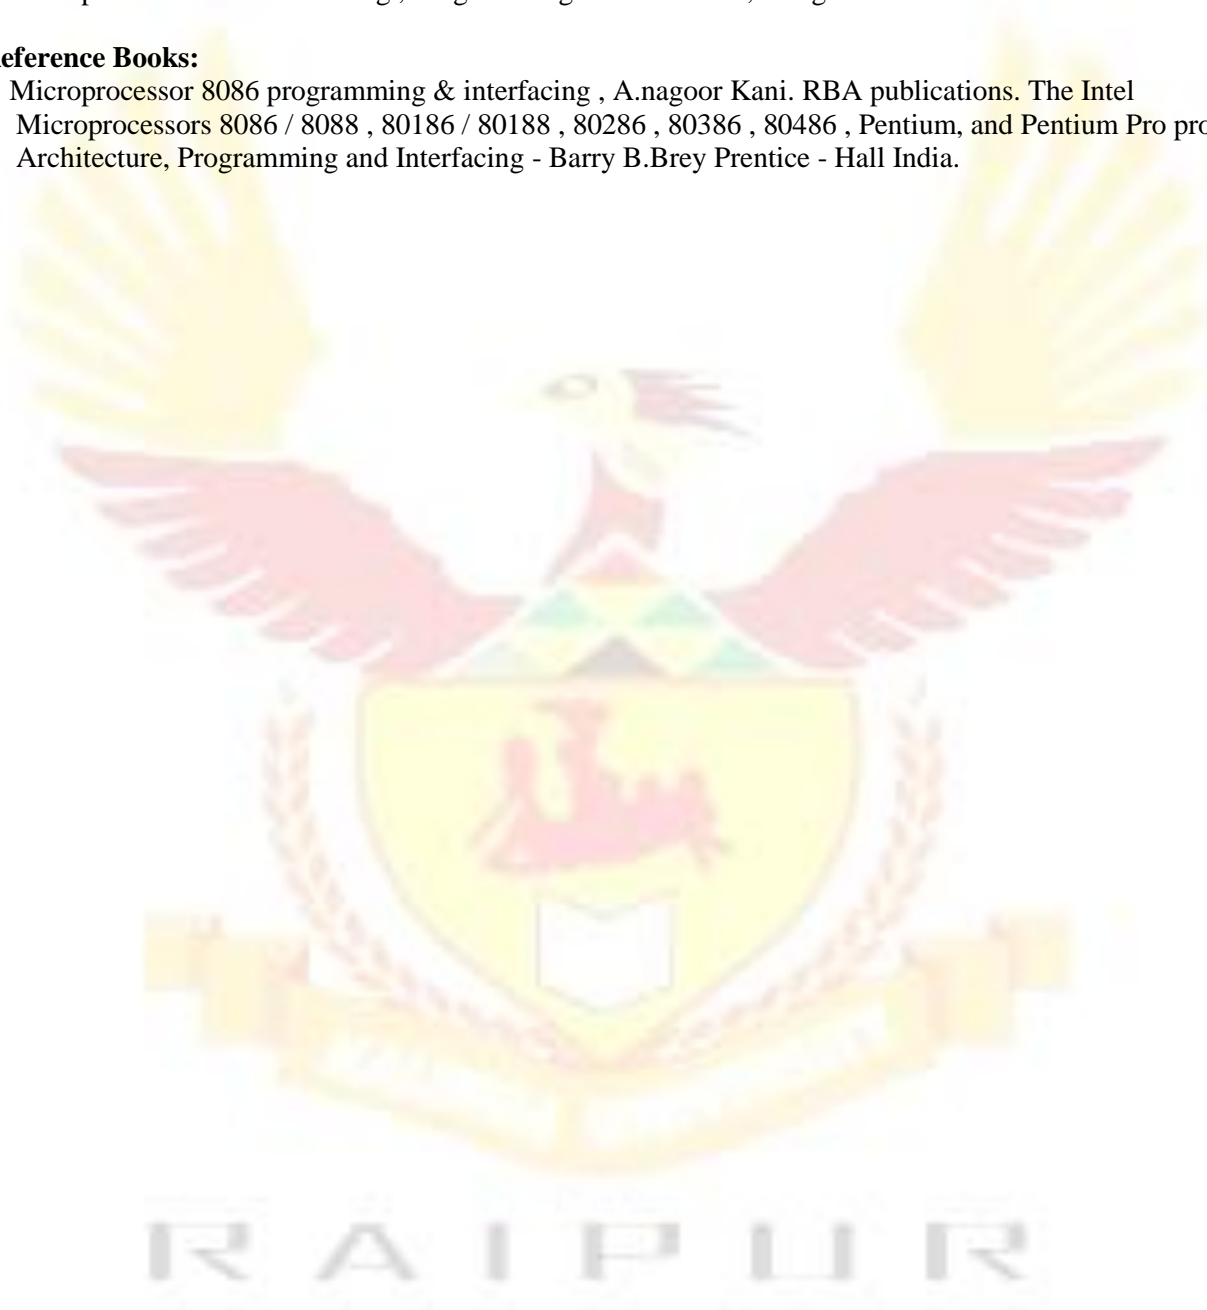 eference Books:
Microprocessor 8086 programming & interfacing , A.nagoor Kani. RBA publications. The Intel
Microprocessors 8086 / 8088 , 80186 / 80188 , 80286 , 80386 , 80486 , Pentium, and Pentium Pro pro
Architecture, Programming and Interfacing - Barry B.Brey Prentice - Hall India.
RAIPUR